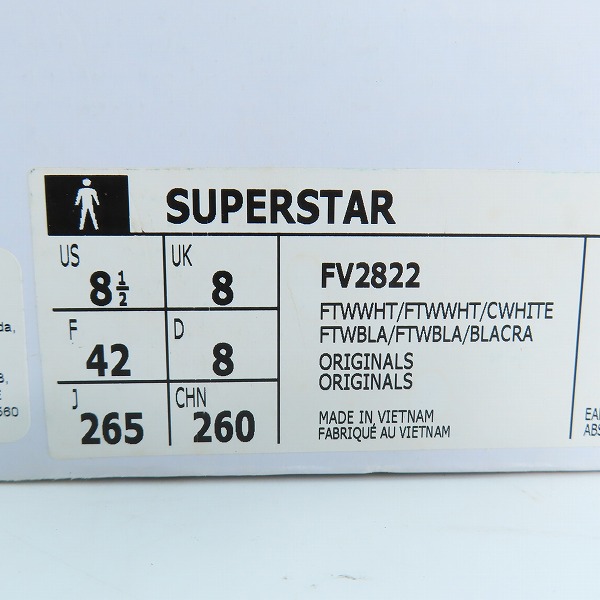 SUPERSTAR
US
8 1/2
UK
8
F
42
D
8
J
265
CHN
260
FV2822
FTWWHT/FTWWHT/CWHITE
FTWBLA/FTWBLA/BLACRA
ORIGINALS
ORIGINALS
MADE IN VIETNAM
FABRIQUÉ AU VIETNAM